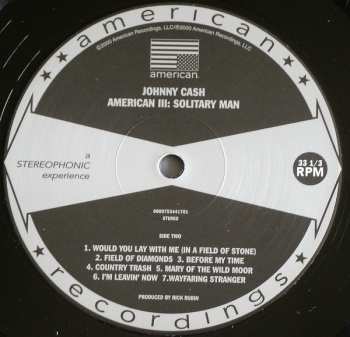 american
℗2000 American Recordings, LLC/©2000 American Recordings, LLC
american
JOHNNY CASH
AMERICAN III: SOLITARY MAN
a
STEREOPHONIC
experience
33 1/3
RPM
STEREO
SIDE TWO
1. WOULD YOU LAY WITH ME (IN A FIELD OF STONE)
2. FIELD OF DIAMONDS 3. BEFORE MY TIME
4. COUNTRY TRASH 5. MARY OF THE WILD MOOR
6. I'M LEAVIN' NOW 7.WAYFARING STRANGER
PRODUCED BY RICK RUBIN
recordings